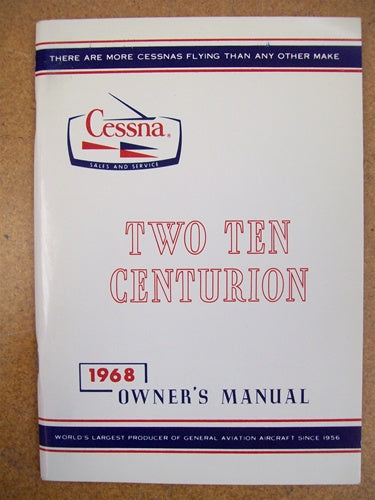 THERE ARE MORE CESSNAS FLYING THAN ANY OTHER MAKE
Cessna®
SALES AND SERVICE
TWO TEN
CENTURION
1968
OWNER'S MANUAL
WORLD'S LARGEST PRODUCER OF GENERAL AVIATION AIRCRAFT SINCE 1956